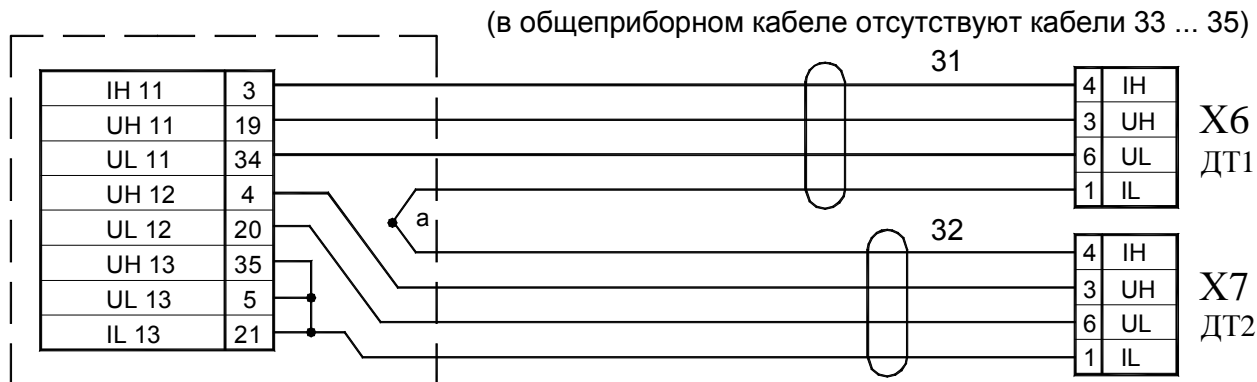 (в общеприборном кабеле отсутствуют кабели 33 ... 35)
31
IH 11 3
UH 11 19
UL 11 34
UH 12 4
UL 12 20
UH 13 35
UL 13 5
IL 13 21
a
4 IH
3 UH
6 UL
1 IL
X6
ДТ1
32
4 IH
3 UH
6 UL
1 IL
X7
ДТ2